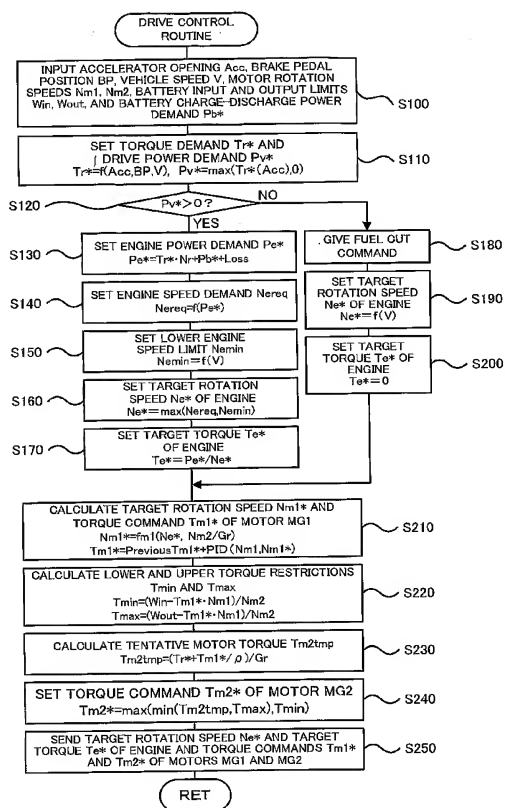 DRIVE CONTROL
ROUTINE
INPUT ACCELERATOR OPENING Acc, BRAKE PEDAL
POSITION BP, VEHICLE SPEED V, MOTOR ROTATION
SPEEDS Nm1, Nm2, BATTERY INPUT AND OUTPUT LIMITS
Win, Wout, AND BATTERY CHARGE-DISCHARGE POWER
DEMAND Pb*
S100
SET TORQUE DEMAND Tr* AND
DRIVE POWER DEMAND Pv*
Tr*=f(Acc,BP,V), Pv*=max(Tr*(Acc),0)
S110
S120
Pv*>0?
NO
YES
S130
SET ENGINE POWER DEMAND Pe*
Pe*=Tr*·Nr+Pb*+Loss
S140
SET ENGINE SPEED DEMAND Nereq
Nereq=f(Pe*)
S150
SET LOWER ENGINE
SPEED LIMIT Nemin
Nemin=f(V)
S160
SET TARGET ROTATION
SPEED Ne* OF ENGINE
Ne*=max(Nereq,Nemin)
S170
SET TARGET TORQUE Te*
OF ENGINE
Te*=Pe*/Ne*
GIVE FUEL CUT
COMMAND
S180
SET TARGET
ROTATION SPEED
Ne* OF ENGINE
Ne*=f(V)
S190
SET TARGET
TORQUE Te* OF
ENGINE
Te*=0
S200
CALCULATE TARGET ROTATION SPEED Nm1* AND
TORQUE COMMAND Tm1* OF MOTOR MG1
Nm1*=fm1(Ne*, Nm2/Gr)
Tm1*=PreviousTm1*+PID(Nm1,Nm1*)
S210
CALCULATE LOWER AND UPPER TORQUE RESTRICTIONS
Tmin AND Tmax
Tmin=(Win-Tm1*·Nm1)/Nm2
Tmax=(Wout-Tm1*·Nm1)/Nm2
S220
CALCULATE TENTATIVE MOTOR TORQUE Tm2tmp
Tm2tmp=(Tr*+Tm1*/ρ)/Gr
S230
SET TORQUE COMMAND Tm2* OF MOTOR MG2
Tm2*=max(min(Tm2tmp,Tmax),Tmin)
S240
SEND TARGET ROTATION SPEED Ne* AND TARGET
TORQUE Te* OF ENGINE AND TORQUE COMMANDS Tm1*
AND Tm2* OF MOTORS MG1 AND MG2
S250
RET